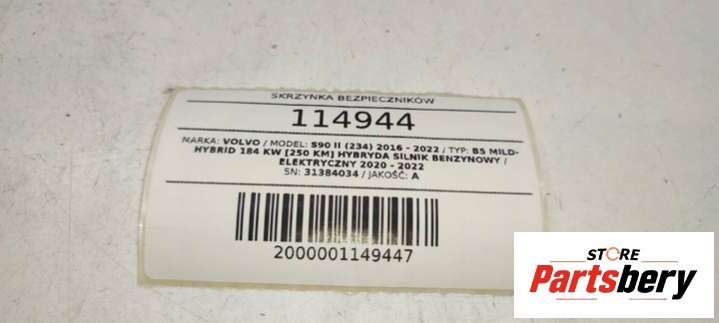 SKRZYNKA BEZPIECZNIKÓW
114944
MARKA: VOLVO / MODEL: S90 II (234) 2016 - 2022 / TYP: B5 MILD-
HYBRID 184 KW [250 KM] HYBRYDA SILNIK BENZYNOWY /
ELEKTRYCZNY 2020 - 2022
SN: 31384034 / JAKOŚĆ: A
2000001149447
STORE
Partsbery